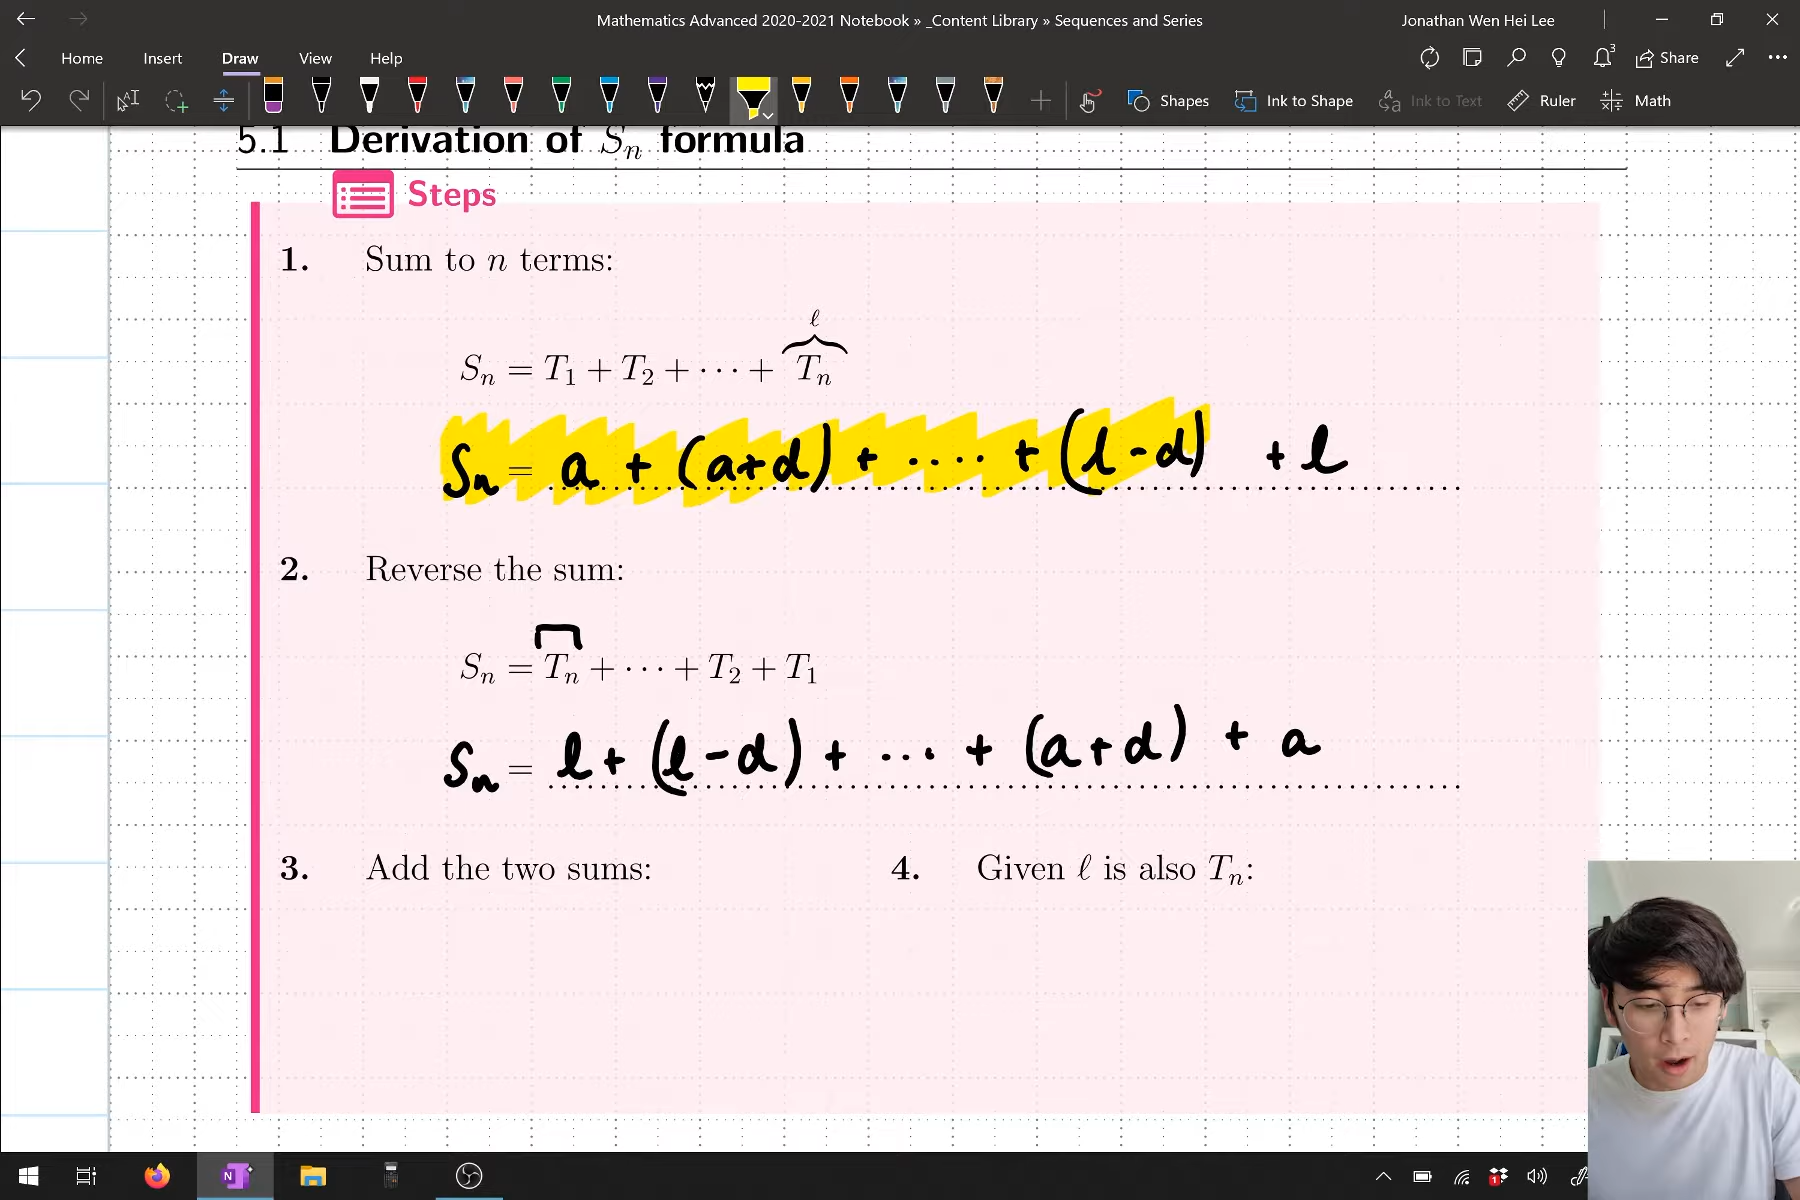 Mathematics Advanced 2020-2021 Notebook » _Content Library » Sequences and Series
Jonathan Wen Hei Lee
Home Insert Draw View Help
3 Share
Shapes Ink to Shape Ink to Text Ruler Math
5.1 Derivation of Sₙ formula
Steps
1. Sum to n terms:
ℓ
Sₙ = T₁ + T₂ + ··· + Tₙ
Sₙ = a + (a+d) + .... + (l-d) + l
2. Reverse the sum:
Sₙ = Tₙ + ··· + T₂ + T₁
Sₙ = l + (l-d) + ... + (a+d) + a
3. Add the two sums:
4. Given ℓ is also Tₙ:
N
1